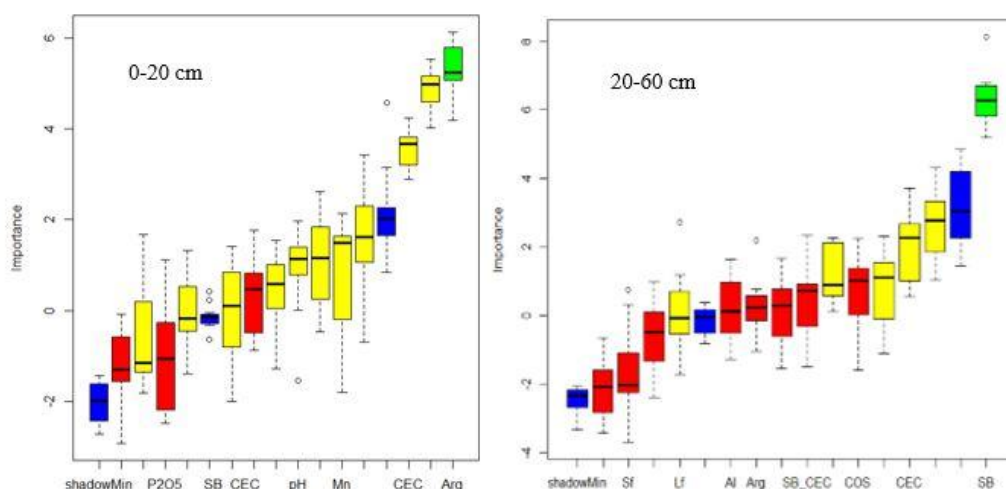 0-20 cm
Importance
6
4
2
0
-2
shadowMin P2O5 SB CEC pH Mn CEC Arg
20-60 cm
Importance
8
6
4
2
0
-2
-4
shadowMin Sf Lf Al Arg SB_CEC COS CEC SB